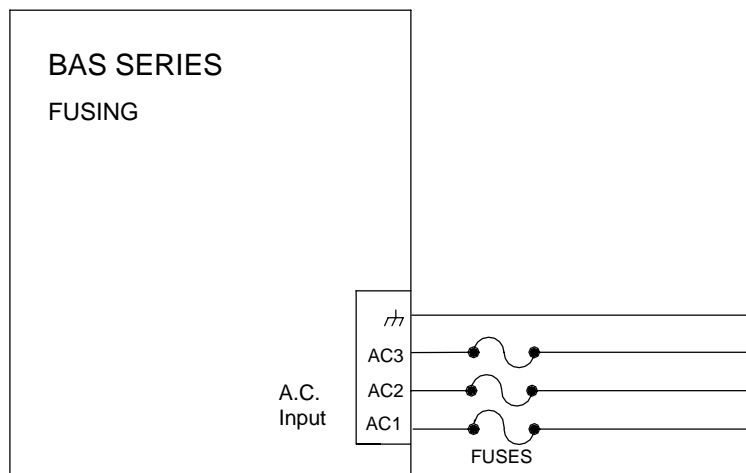 BAS SERIES
FUSING
AC3
A.C.
Input
AC2
AC1
FUSES